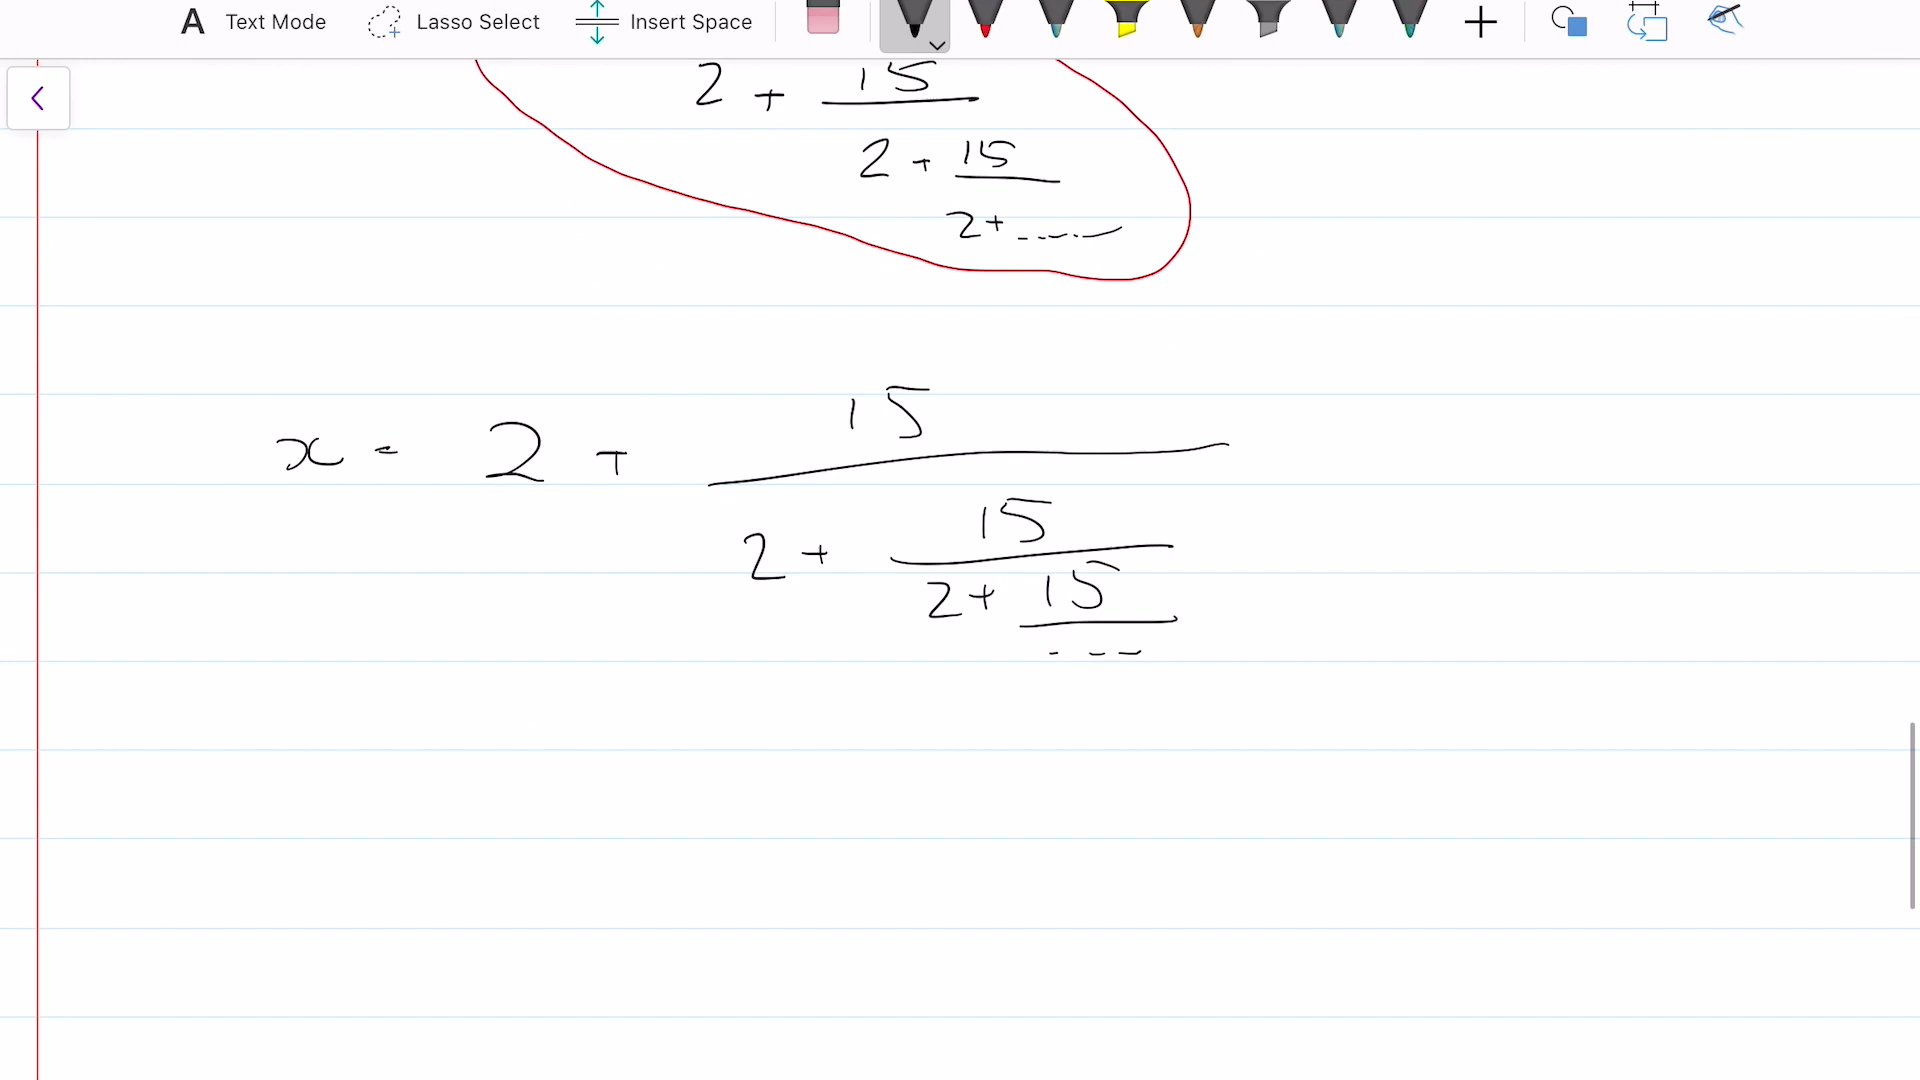 A Text Mode Lasso Select Insert Space
2 + 15
2 + 15
2 + ......
x = 2 + 15
2 + 15
2 + 15
- - -